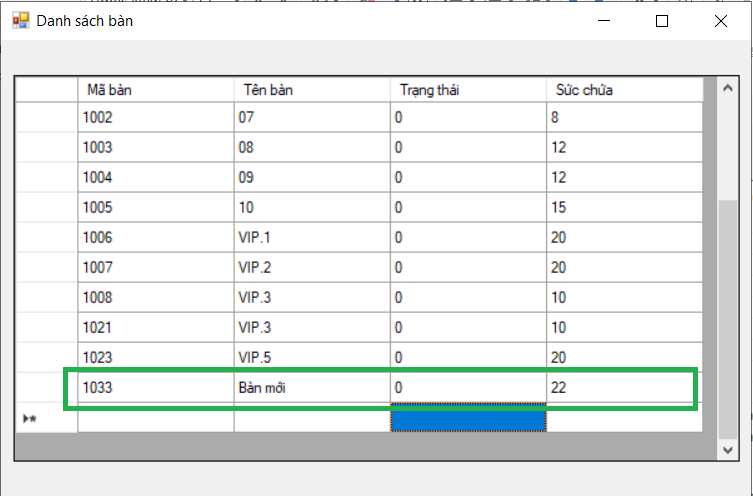 Danh sách bàn
Mã bàn Tên bàn Trạng thái Sức chứa
1002 07 0 8
1003 08 0 12
1004 09 0 12
1005 10 0 15
1006 VIP.1 0 20
1007 VIP.2 0 20
1008 VIP.3 0 10
1021 VIP.3 0 10
1023 VIP.5 0 20
1033 Bàn mới 0 22